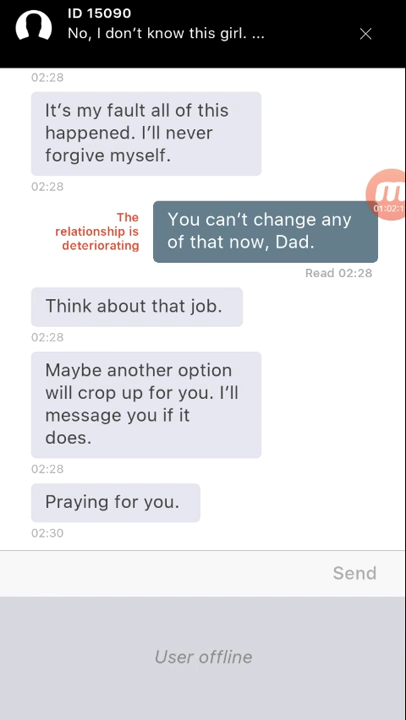 ID 15090
No, I don't know this girl. ...
02:28
It's my fault all of this
happened. I'll never
forgive myself.
02:28
The
relationship is
deteriorating
You can't change any
of that now, Dad.
Read 02:28
Think about that job.
02:28
Maybe another option
will crop up for you. I'll
message you if it
does.
02:28
Praying for you.
02:30
Send
User offline